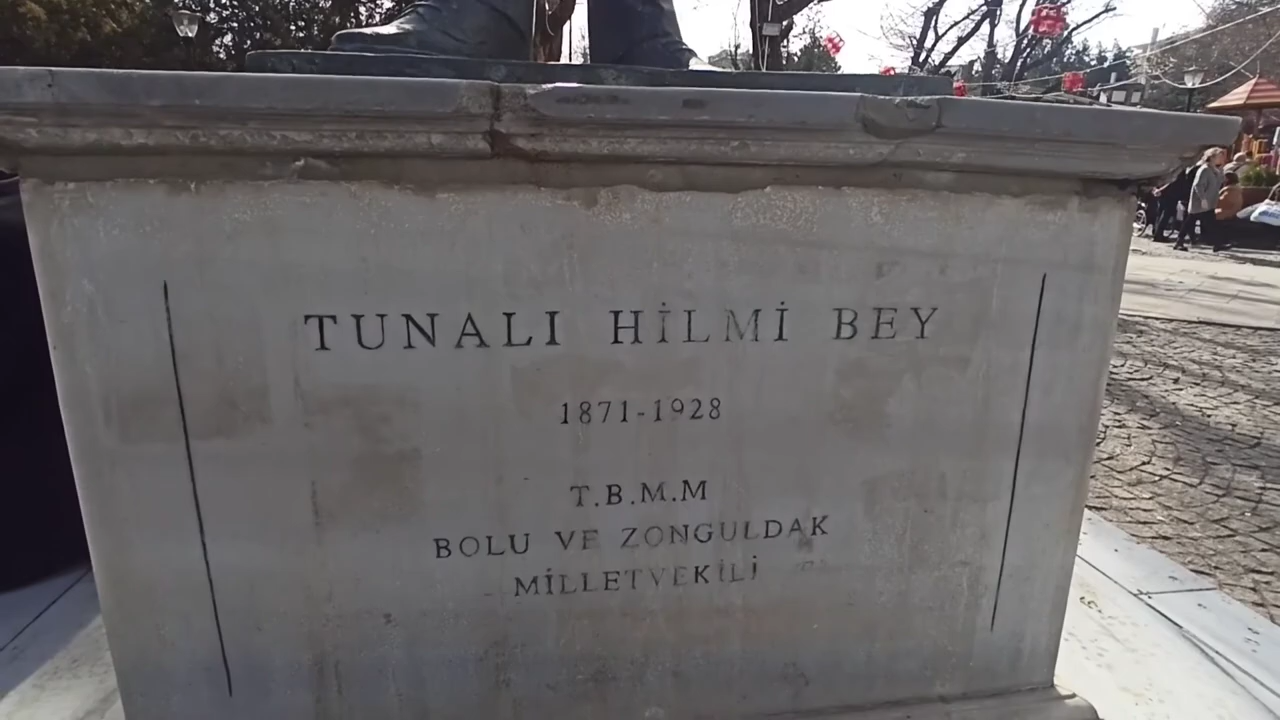 TUNALI HİLMİ BEY
1871-1928
T.B.M.M
BOLU VE ZONGULDAK
MİLLETVEKİLİ